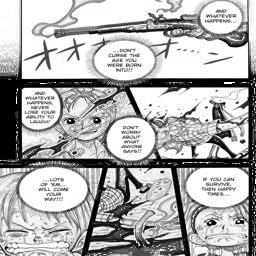 AND
WHATEVER
HAPPENS...
...DON'T
CURSE THE
AGE YOU
WERE BORN
INTO!!
DON'T
WORRY
ABOUT
WHAT
ANYONE
SAYS!!
AND
WHATEVER
HAPPENS,
NEVER
LOSE YOUR
ABILITY TO
LAUGH!
IF YOU CAN
SURVIVE,
THEN HAPPY
TIMES...
...LOTS
OF 'EM...
WILL COME
YOUR
WAY!!!